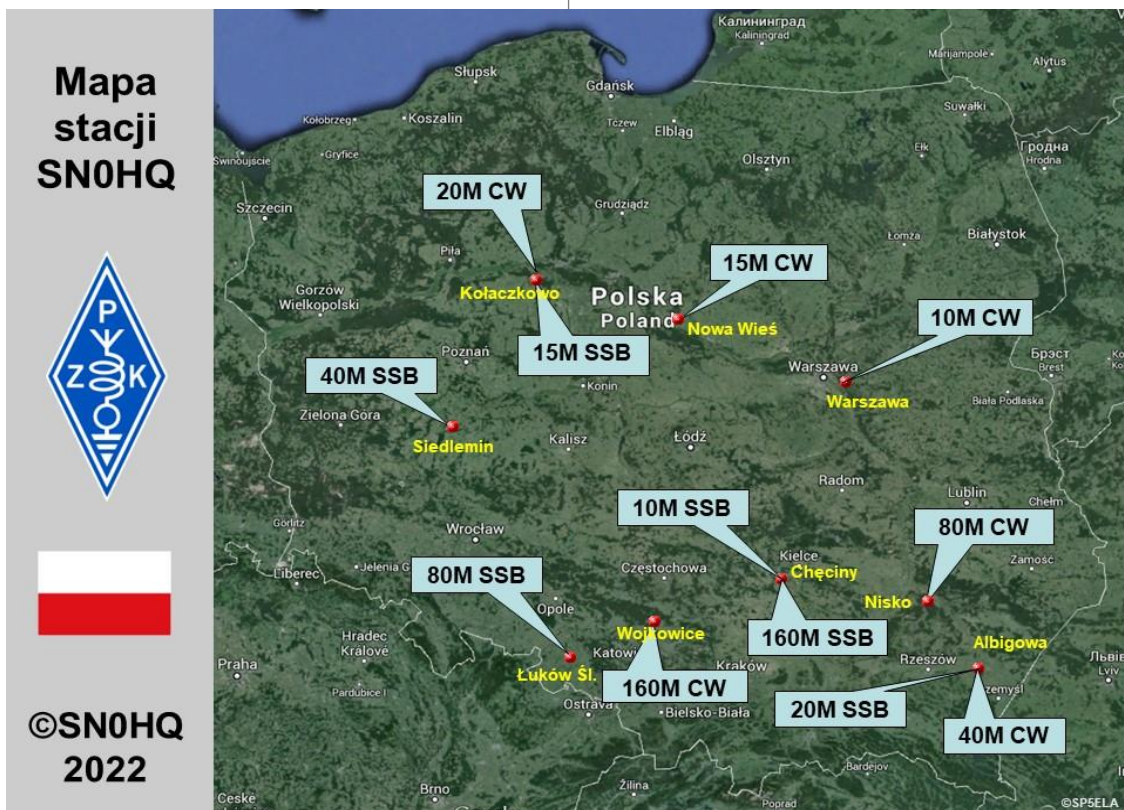 Mapa
stacji
SN0HQ
P
Z K
©SN0HQ
2022
Калининград
Kaliningrad
Marijampole
Alytus
Słupsk
Gdańsk
Suwałki
Kołobrzeg
Koszalin
Tczew
Elbląg
Гродна
Hrodna
Świnoujście
Gryfice
Olsztyn
Ełk
20M CW
Szczecin
Grudziądz
Łomża
Białystok
Piła
15M CW
Gorzów
Wielkopolski
Kołaczkowo
Polska
Poland
Nowa Wieś
10M CW
15M SSB
Poznań
40M SSB
Konin
Warszawa
Брэст
Brest
Warszawa
Biała Podlaska
Zielona Góra
Siedlemin
Kalisz
Łódź
Radom
Lublin
Chełm
10M SSB
80M CW
Görlitz
Wrocław
Kielce
Zamość
Liberec
Jelenia G
80M SSB
Częstochowa
Chęciny
Opole
Nisko
Hradec
Králové
Wojkowice
160M SSB
Albigowa
Praha
Łuków Śl.
Katowi
Kraków
Rzeszów
Львів
Lviv
Pardubice I
160M CW
20M SSB
zemyśl
Ostrava
Bielsko-Biała
40M CW
Bardejov
Brno
Žilina
České
Poprad
©SP5ELA